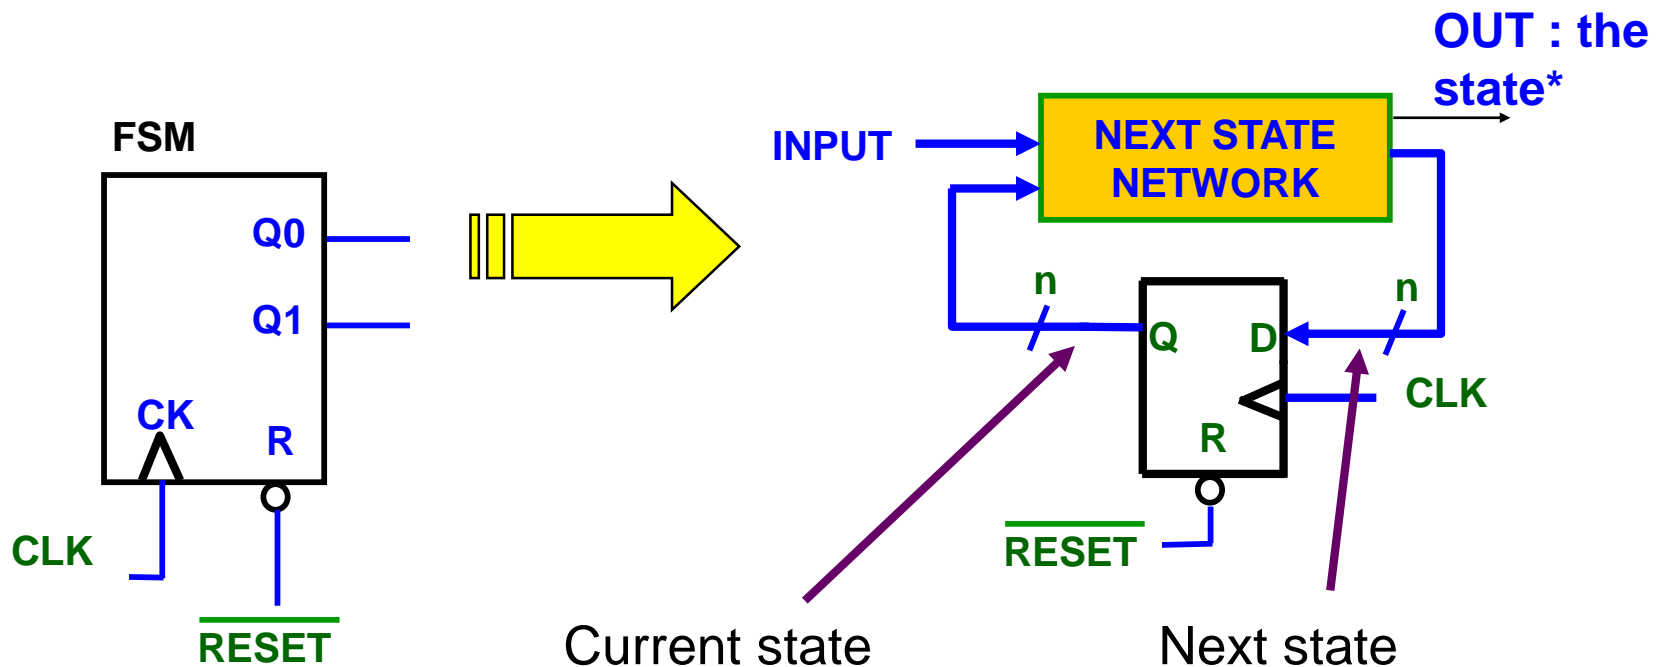 OUT : the
state*
FSM
INPUT
NEXT STATE
NETWORK
Q0
Q1
n
n
Q
D
CK
R
CLK
R
CLK
RESET
RESET
Current state
Next state